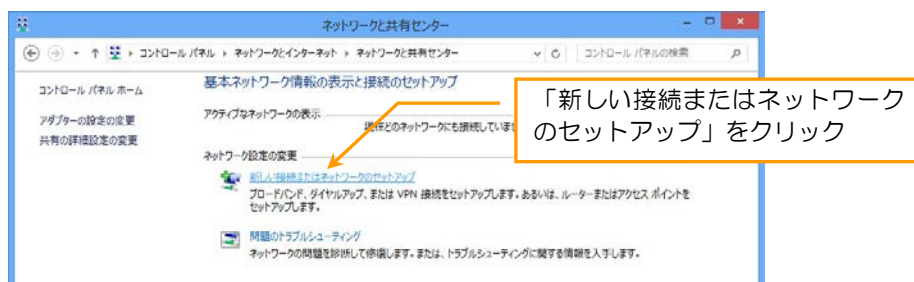 ネットワークと共有センター
コントロール パネル ▸ ネットワークとインターネット ▸ ネットワークと共有センター
コントロール パネルの検索
コントロール パネル ホーム
アダプターの設定の変更
共有の詳細設定の変更
基本ネットワーク情報の表示と接続のセットアップ
アクティブなネットワークの表示
現在どのネットワークにも接続していませ
ネットワーク設定の変更
新しい接続またはネットワークのセットアップ
ブロードバンド、ダイヤルアップ、または VPN 接続をセットアップします。あるいは、ルーターまたはアクセス ポイントを
セットアップします。
問題のトラブルシューティング
ネットワークの問題を診断して修復します。または、トラブルシューティングに関する情報を入手します。
「新しい接続またはネットワーク
のセットアップ」をクリック